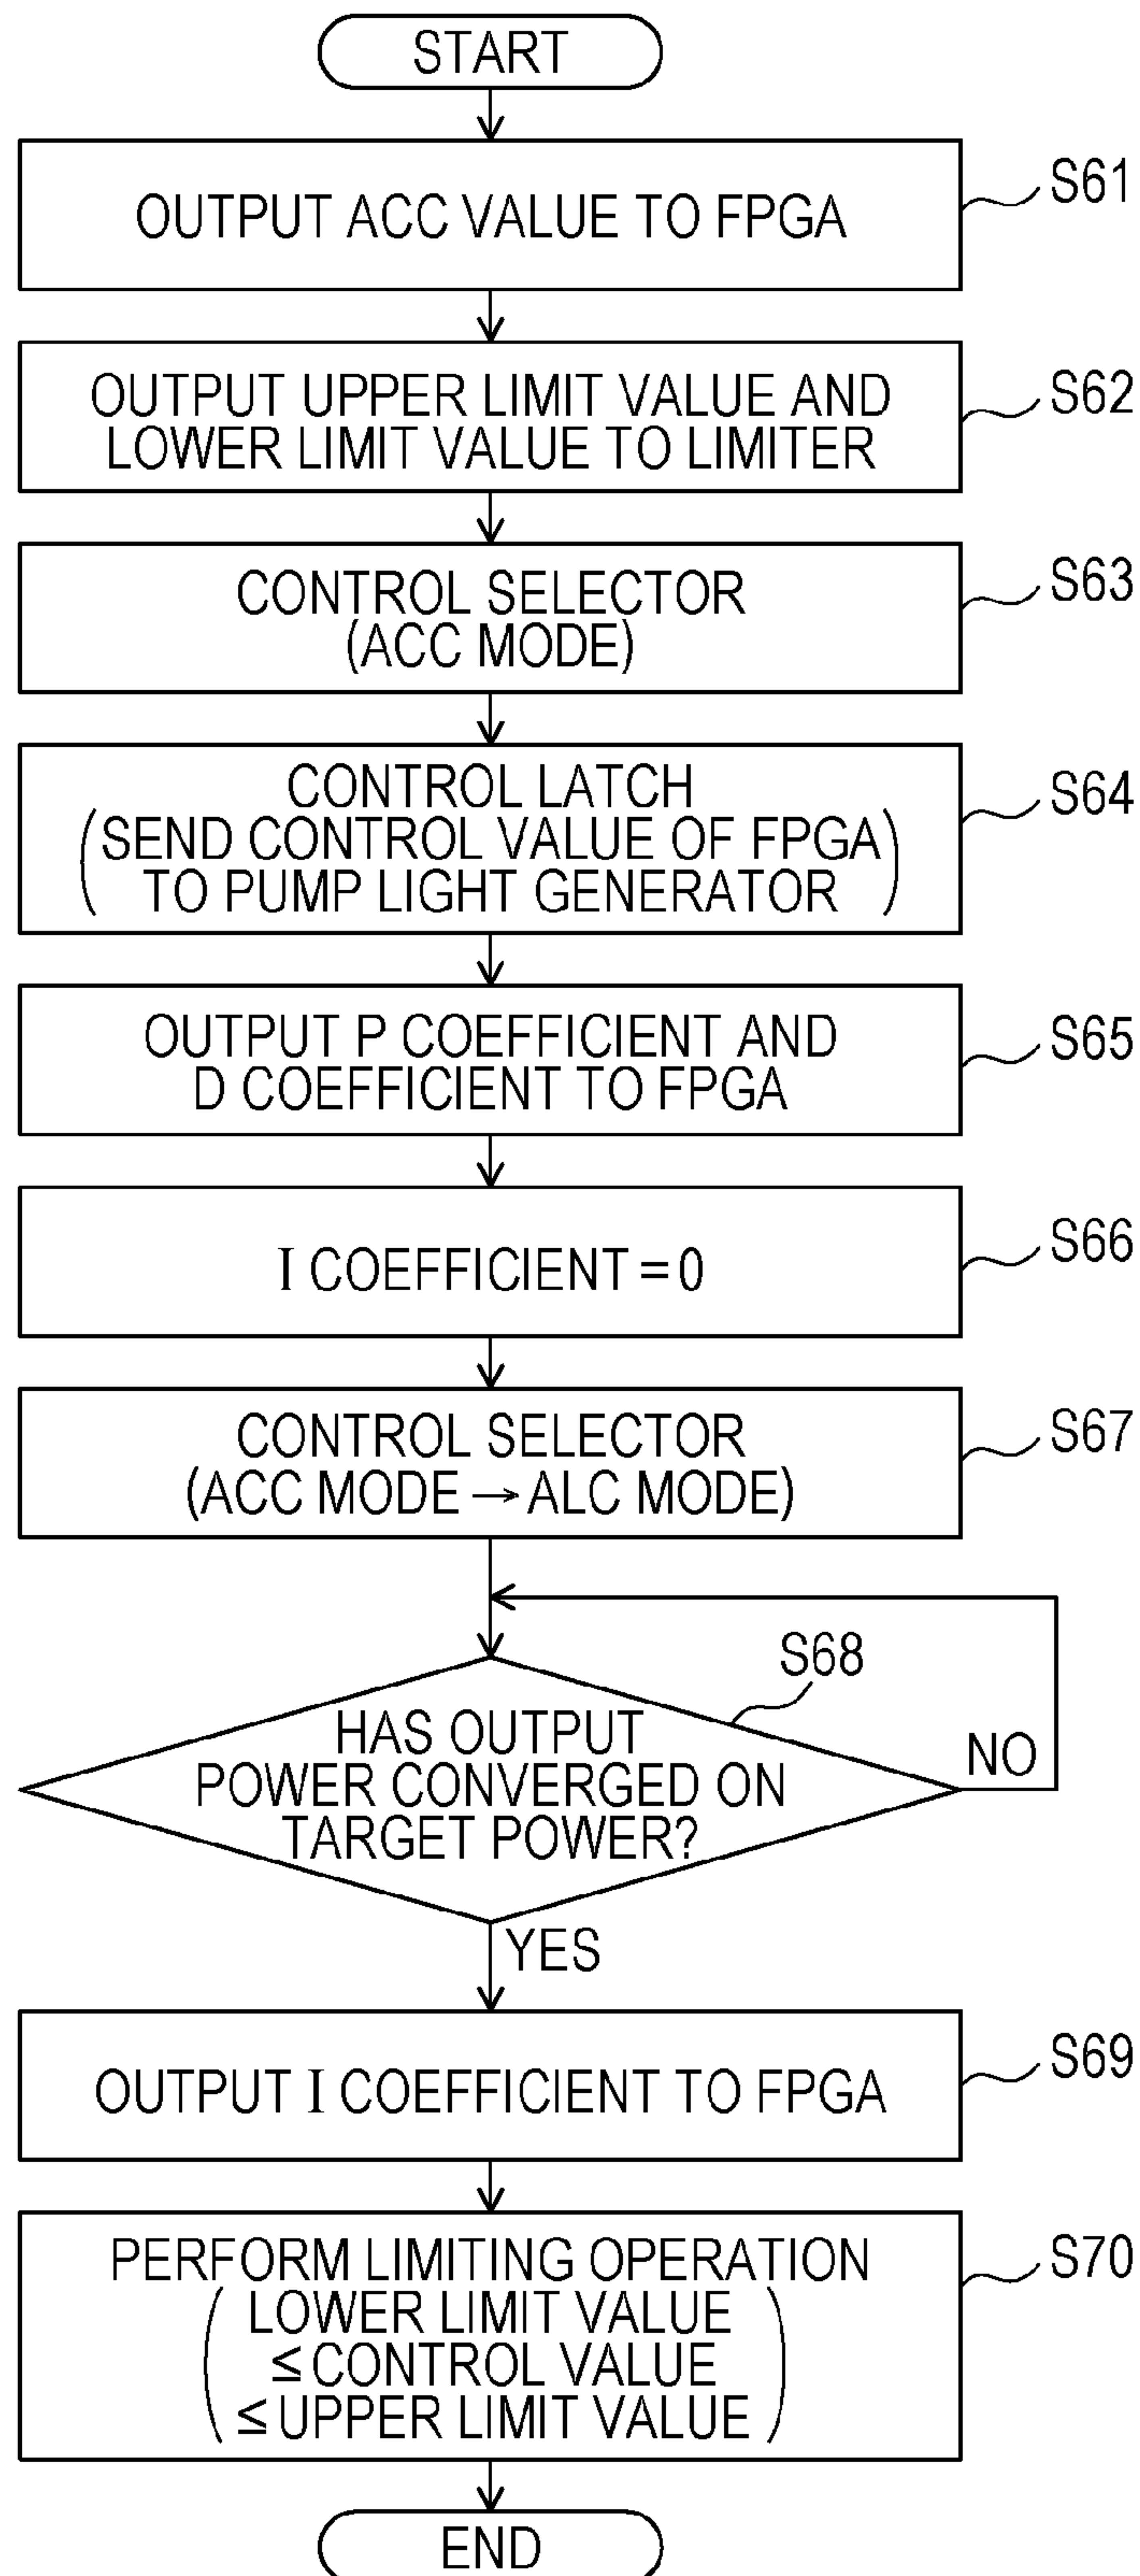 START
OUTPUT ACC VALUE TO FPGA
S61
OUTPUT UPPER LIMIT VALUE AND
LOWER LIMIT VALUE TO LIMITER
S62
CONTROL SELECTOR
(ACC MODE)
S63
CONTROL LATCH
(SEND CONTROL VALUE OF FPGA
TO PUMP LIGHT GENERATOR)
S64
OUTPUT P COEFFICIENT AND
D COEFFICIENT TO FPGA
S65
I COEFFICIENT = 0
S66
CONTROL SELECTOR
(ACC MODE → ALC MODE)
S67
S68
HAS OUTPUT
POWER CONVERGED ON
TARGET POWER?
NO
YES
OUTPUT I COEFFICIENT TO FPGA
S69
PERFORM LIMITING OPERATION
(LOWER LIMIT VALUE
≤ CONTROL VALUE
≤ UPPER LIMIT VALUE)
S70
END